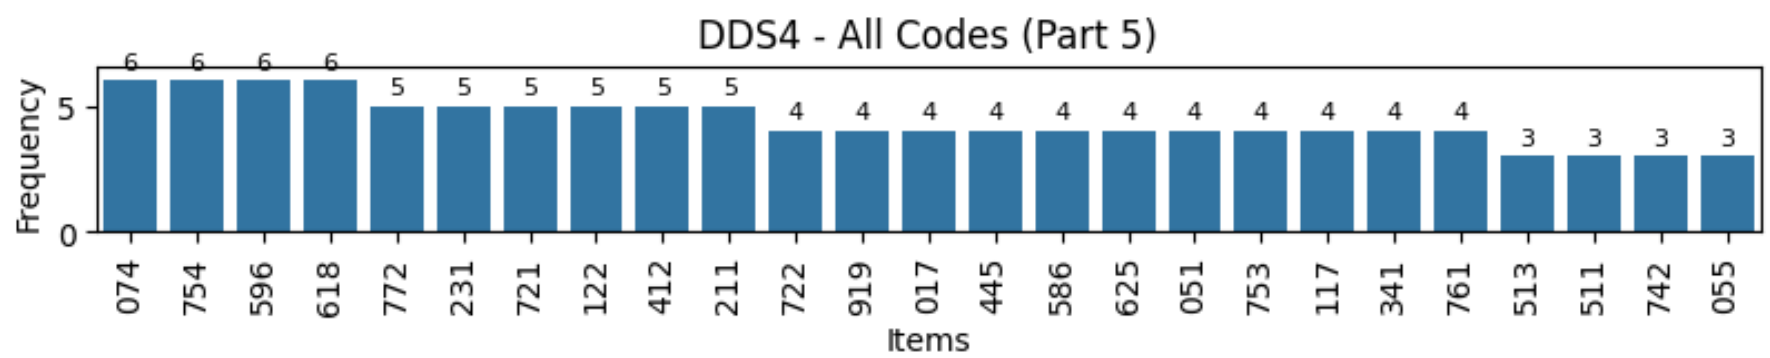 DDS4 - All Codes (Part 5)
6 6 6 6 5 5 5 5 5 5 4 4 4 4 4 4 4 4 4 4 4 3 3 3 3
Frequency
5
0
074 754 596 618 772 231 721 122 412 211 722 919 017 445 586 625 051 753 117 341 761 513 511 742 055
Items